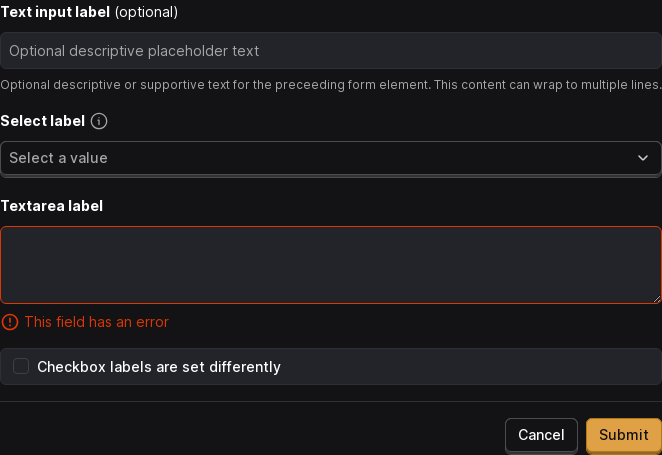 Text input label (optional)
Optional descriptive placeholder text
Optional descriptive or supportive text for the preceeding form element. This content can wrap to multiple lines.
Select label
Select a value
Textarea label
This field has an error
Checkbox labels are set differently
Cancel Submit